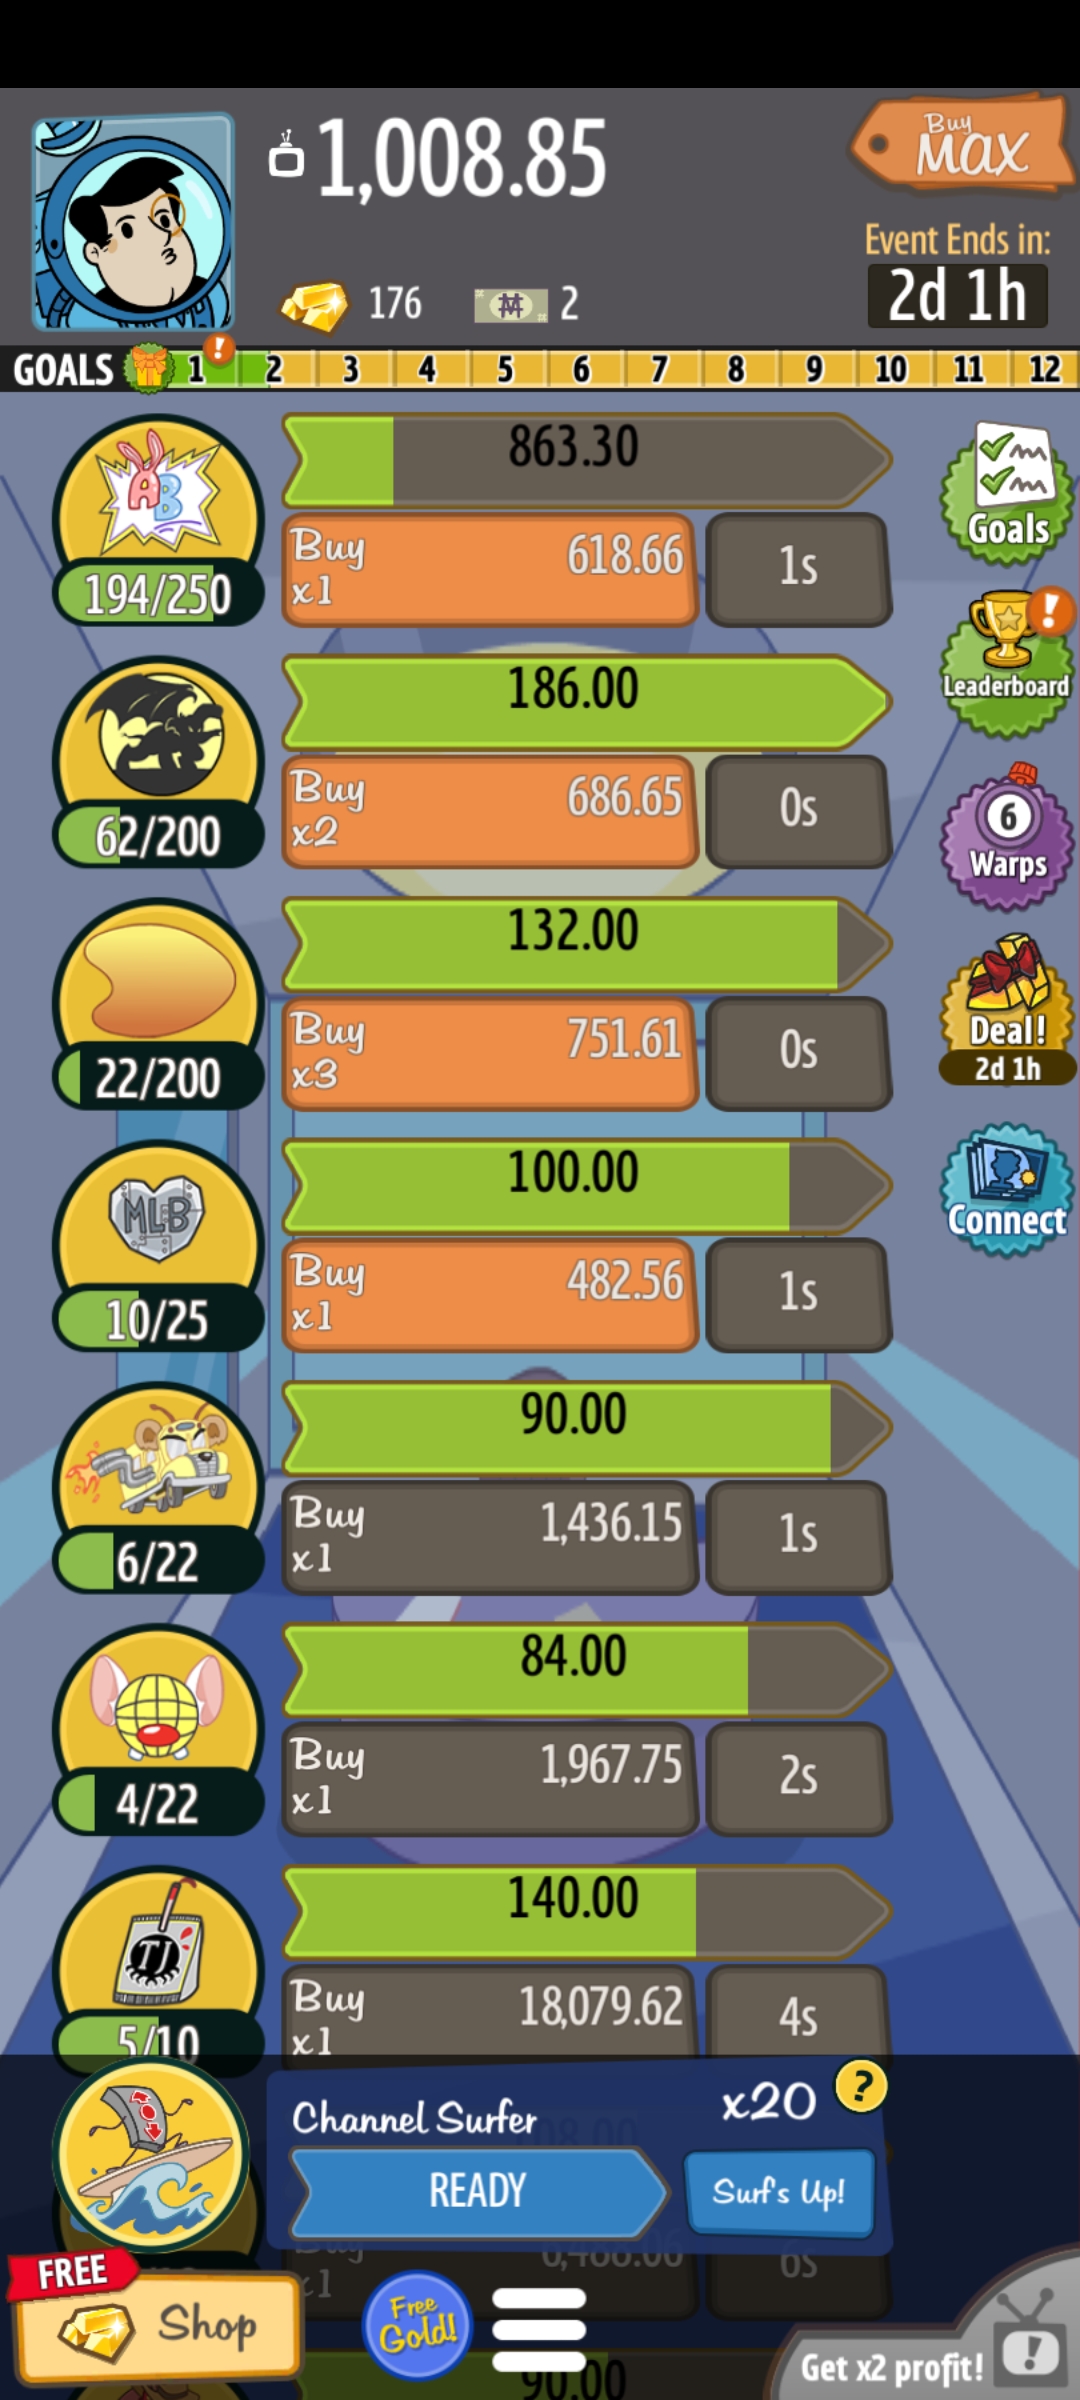 1,008.85
Buy
MAX
Event Ends in:
2d 1h
176
2
GOALS 1 ! 2 3 4 5 6 7 8 9 10 11 12
AB
863.30
194/250
Buy
x1
618.66
1s
Goals
186.00
62/200
Buy
x2
686.65
0s
!
Leaderboard
132.00
22/200
Buy
x3
751.61
0s
6
Warps
MLB
100.00
10/25
Buy
x1
482.56
1s
Deal!
2d 1h
Connect
90.00
6/22
Buy
x1
1,436.15
1s
84.00
4/22
Buy
x1
1,967.75
2s
TJ
140.00
5/10
Buy
x1
18,079.62
4s
Channel Surfer
x20
?
READY
Surf's Up!
Buy
x1
6,488.06
6s
FREE
Shop
Free
Gold!
90.00
Get x2 profit!
!